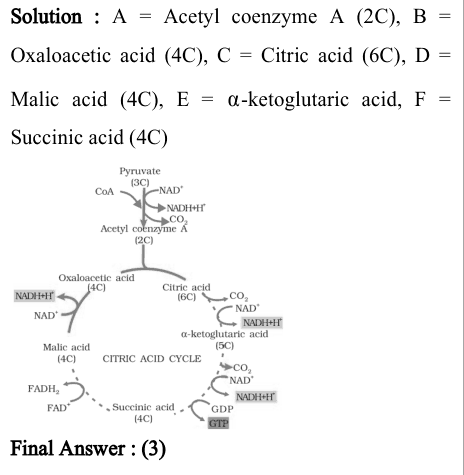 Solution : A = Acetyl coenzyme A (2C), B =
Oxaloacetic acid (4C), C = Citric acid (6C), D =
Malic acid (4C), E = α-ketoglutaric acid, F =
Succinic acid (4C)
Pyruvate
(3C)
CoA
NAD⁺
NADH+H⁺
CO₂
Acetyl coenzyme A
(2C)
Oxaloacetic acid
(4C)
Citric acid
(6C)
NADH+H⁺
CO₂
NAD⁺
NAD⁺
NADH+H⁺
α-ketoglutaric acid
(5C)
Malic acid
(4C)
CITRIC ACID CYCLE
CO₂
NAD⁺
FADH₂
NADH+H⁺
FAD⁺
Succinic acid
(4C)
GDP
GTP
Final Answer : (3)